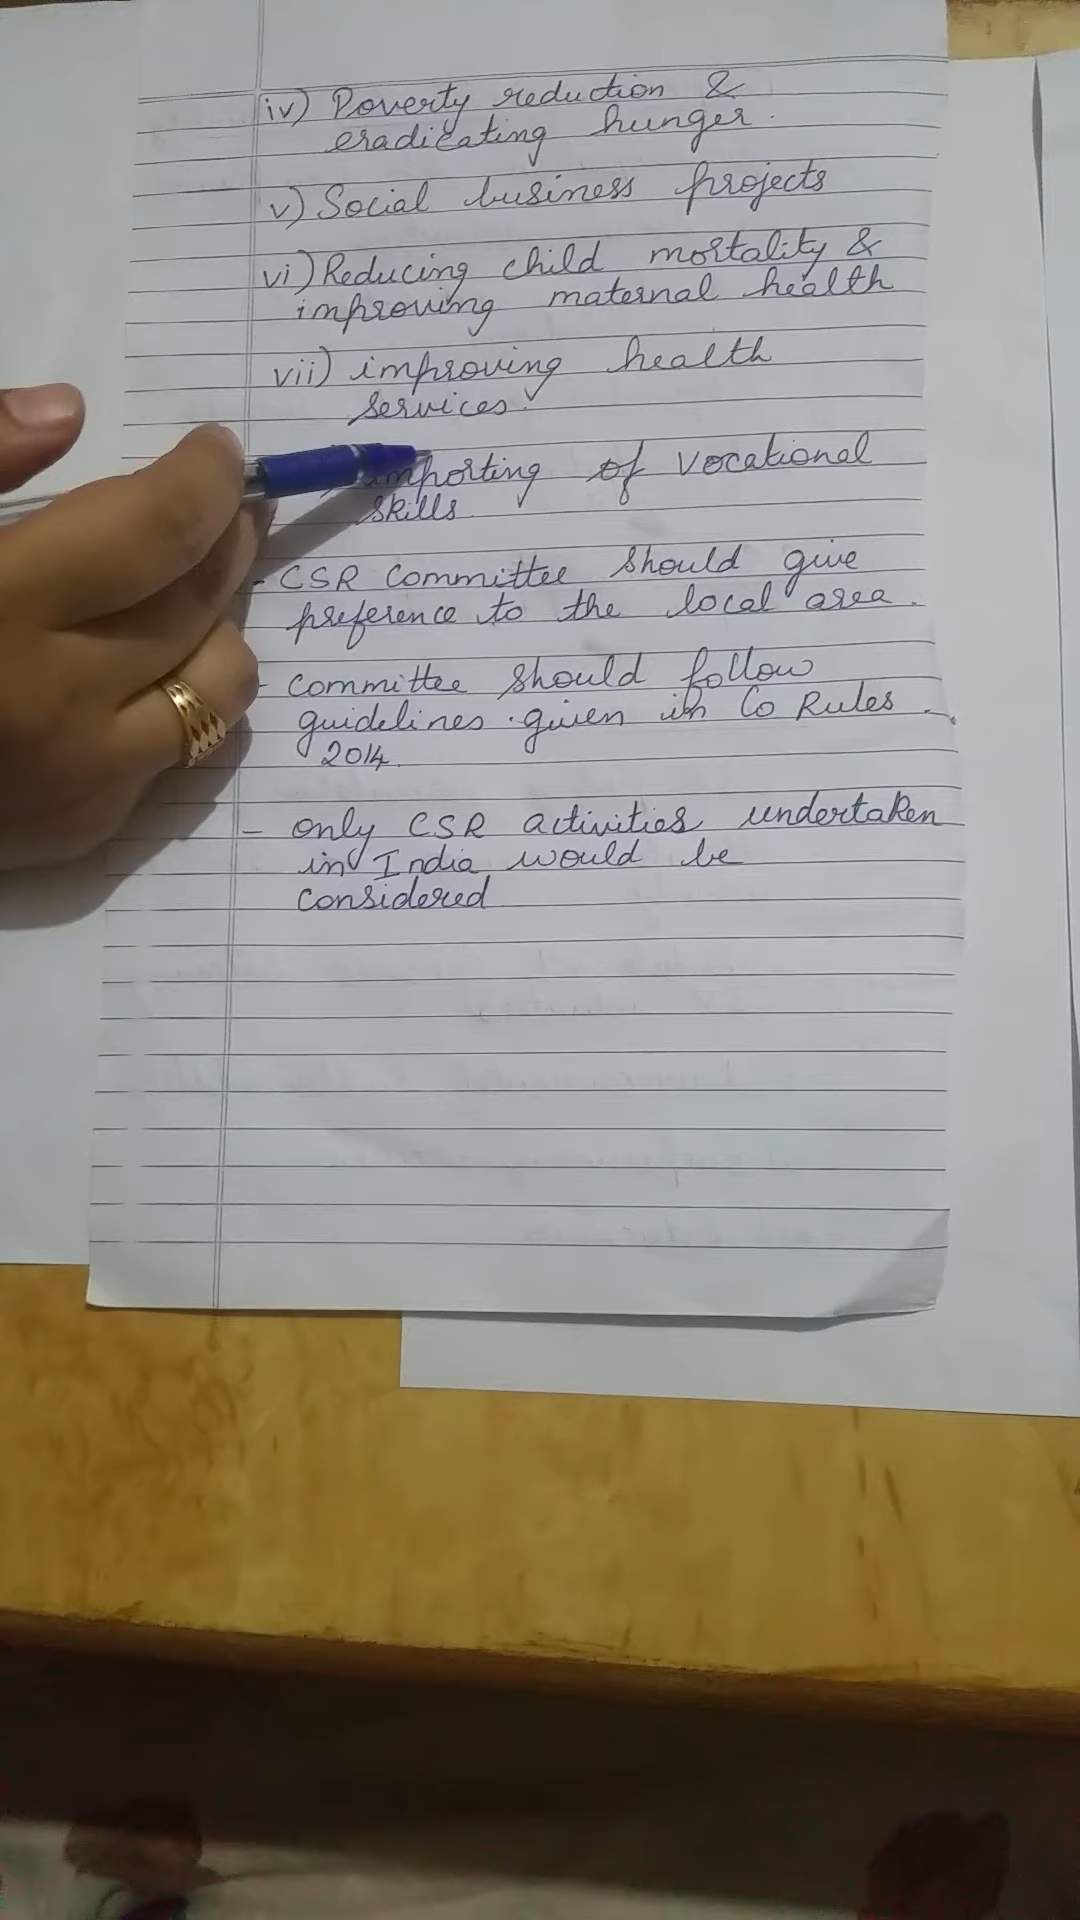 iv) Poverty reduction &
eradicating hunger.
v) Social business projects
vi) Reducing child mortality &
improving maternal health
vii) improving health
services.
importing of vocational
skills
- CSR committee should give
preference to the local area.
- committee should follow
guidelines given in Co Rules
2014.
- only CSR activities undertaken
in India would be
considered